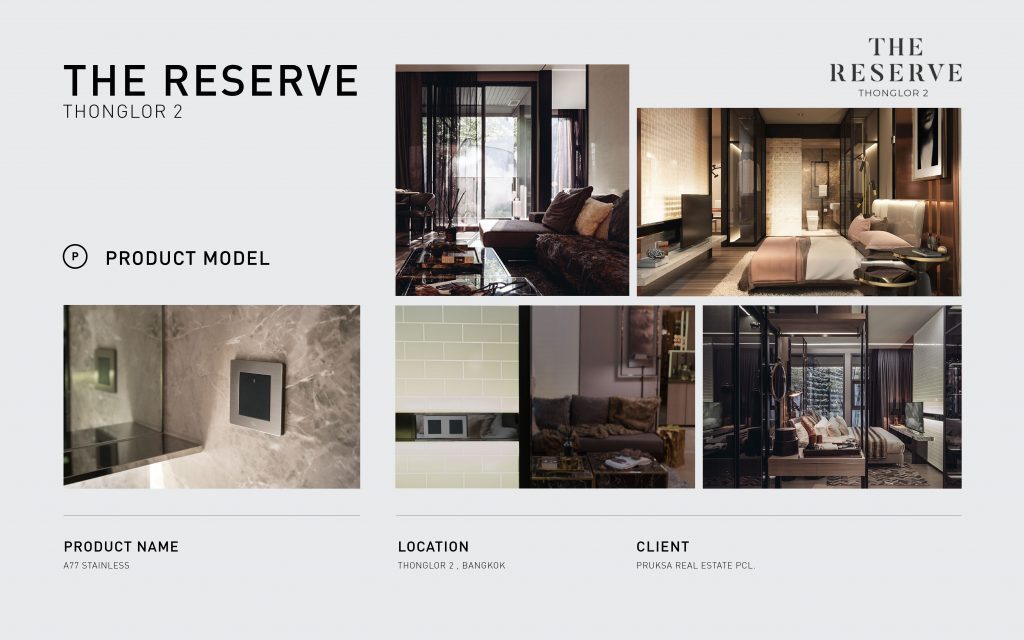 THE RESERVE
THONGLOR 2
THE
RESERVE
THONGLOR 2
P PRODUCT MODEL
PRODUCT NAME
A77 STAINLESS
LOCATION
THONGLOR 2 , BANGKOK
CLIENT
PRUKSA REAL ESTATE PCL.